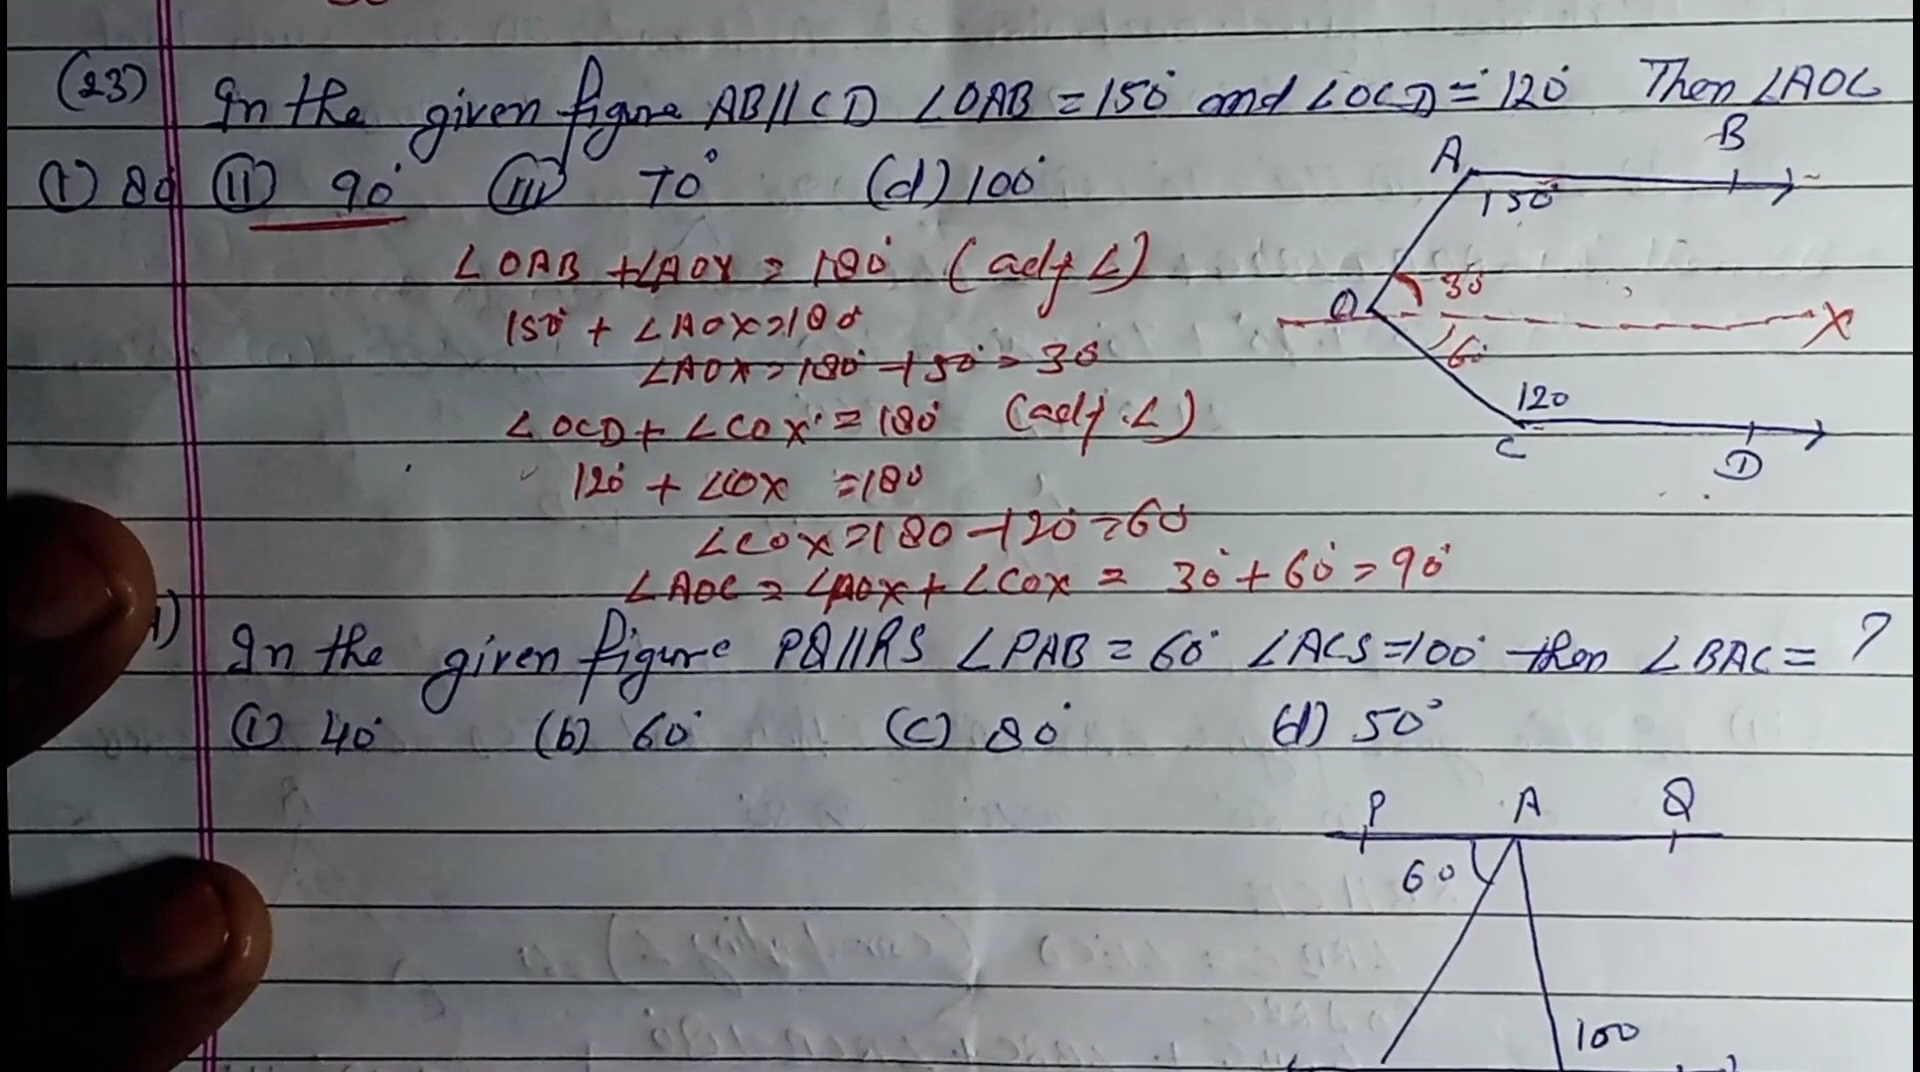 (23) In the given figure AB//CD ∠OAB = 150° and ∠OCD = 120° Then ∠AOC
(I) 80 (II) 90° (III) 70° (d) 100°
A B
150°
∠OAB + ∠AOX = 180° (adj ∠)
150° + ∠AOX = 180°
O 30 X
∠AOX = 180° - 150° = 30
60
∠OCD + ∠COX = 180° (adj. ∠)
120
C D
120° + ∠COX = 180
∠COX = 180 - 120 = 60
∠AOC = ∠AOX + ∠COX = 30° + 60° = 90°
In the given figure PQ//RS ∠PAB = 60° ∠ACS = 100° then ∠BAC = ?
(I) 40° (b) 60° (c) 80° (d) 50°
P A Q
60
100